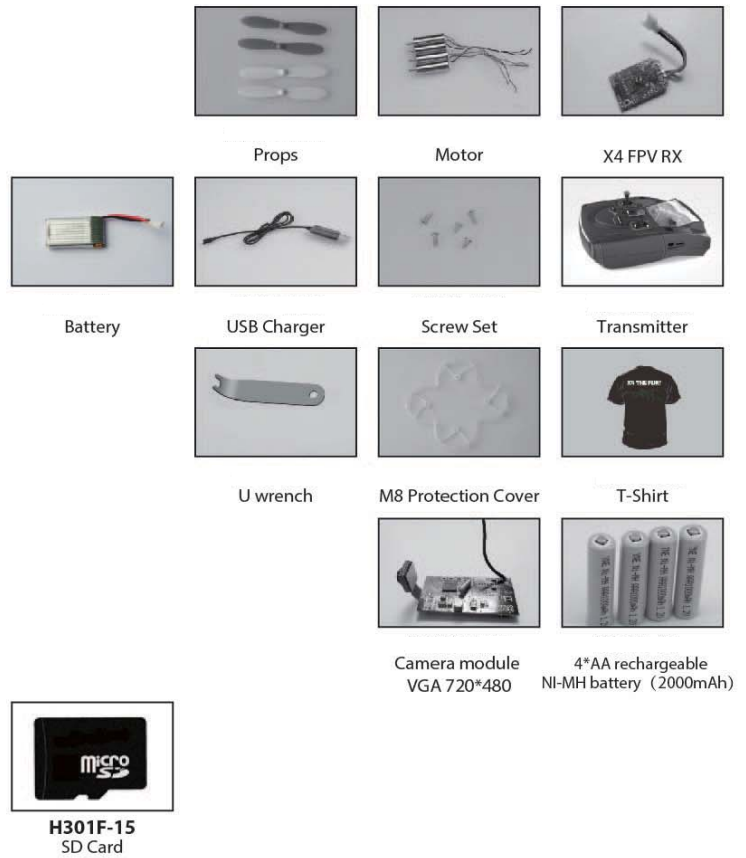 Props
Motor
X4 FPV RX
Battery
USB Charger
Screw Set
Transmitter
U wrench
M8 Protection Cover
T-Shirt
Camera module
VGA 720*480
4*AA rechargeable
NI-MH battery（2000mAh）
micro
SD
H301F-15
SD Card